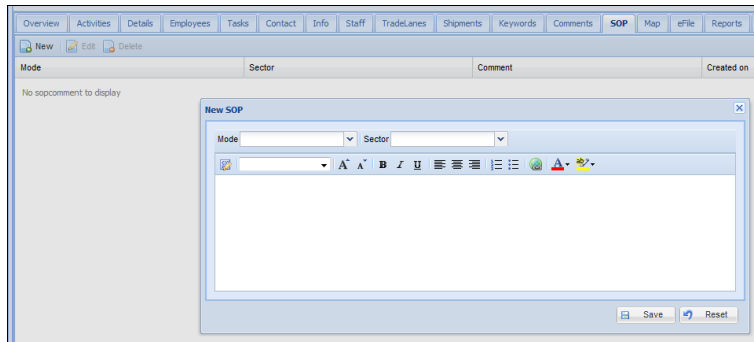 Overview Activities Details Employees Tasks Contact Info Staff TradeLanes Shipments Keywords Comments SOP Map eFile Reports
New Edit Delete
Mode Sector Comment Created on
No sopcomment to display
New SOP
Mode Sector
A A B I U A ab
Save Reset